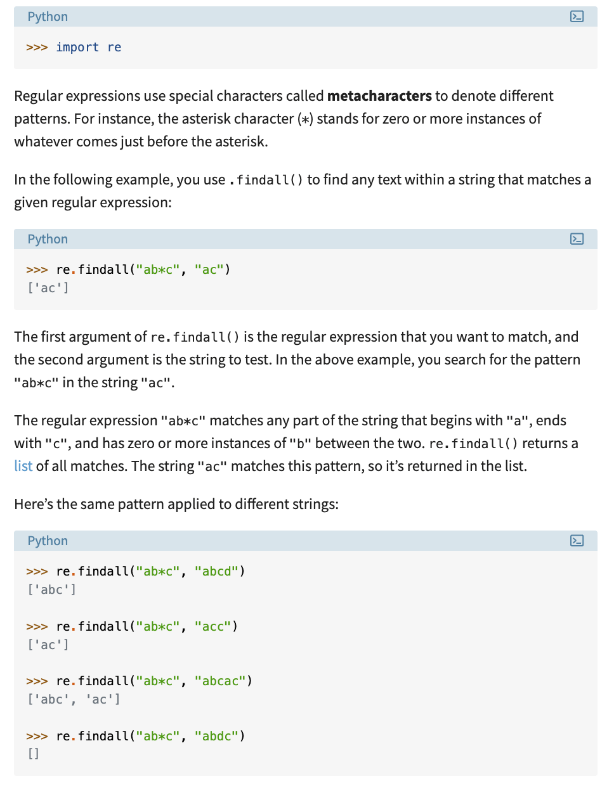 Python
>>> import re
Regular expressions use special characters called metacharacters to denote different
patterns. For instance, the asterisk character (*) stands for zero or more instances of
whatever comes just before the asterisk.
In the following example, you use .findall() to find any text within a string that matches a
given regular expression:
Python
>>> re.findall("ab*c", "ac")
['ac']
The first argument of re.findall() is the regular expression that you want to match, and
the second argument is the string to test. In the above example, you search for the pattern
"ab*c" in the string "ac".
The regular expression "ab*c" matches any part of the string that begins with "a", ends
with "c", and has zero or more instances of "b" between the two. re.findall() returns a
list of all matches. The string "ac" matches this pattern, so it’s returned in the list.
Here’s the same pattern applied to different strings:
Python
>>> re.findall("ab*c", "abcd")
['abc']
>>> re.findall("ab*c", "acc")
['ac']
>>> re.findall("ab*c", "abcac")
['abc', 'ac']
>>> re.findall("ab*c", "abdc")
[]